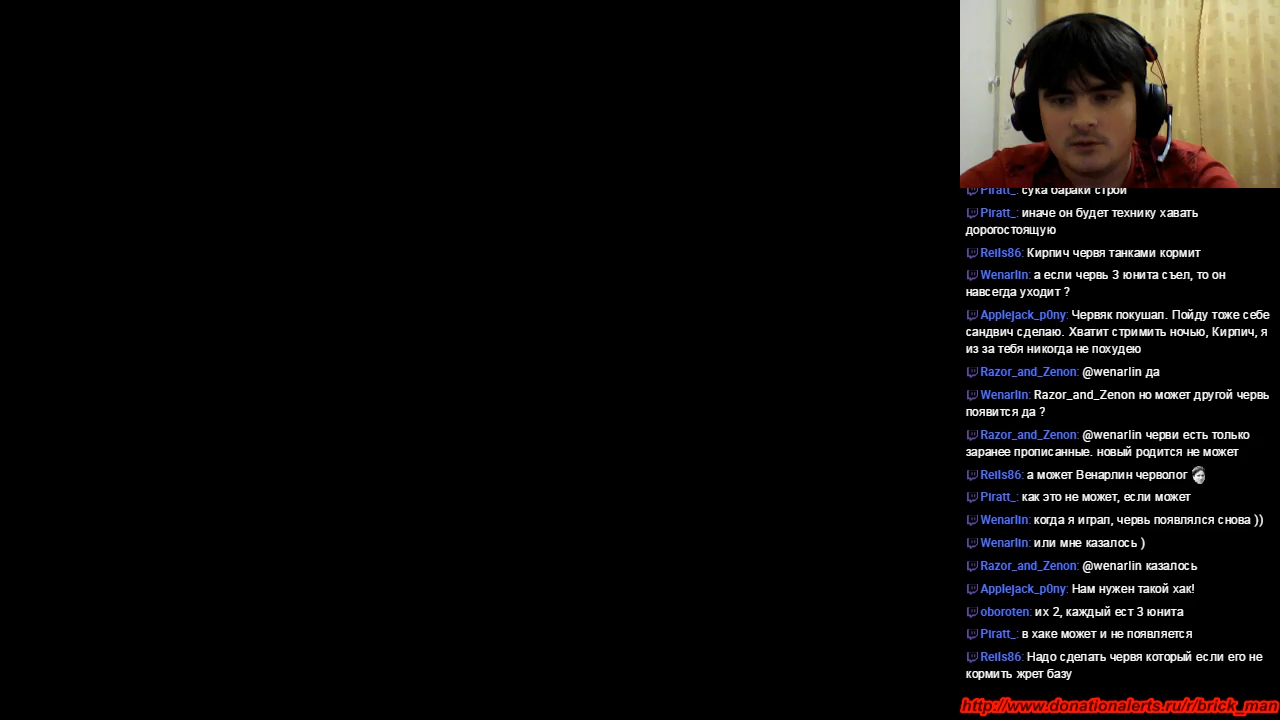 Piratt_: сука бараки строй
Piratt_: иначе он будет технику хавать
дорогостоящую
Reils86: Кирпич червя танками кормит
Wenarlin: а если червь 3 юнита съел, то он
навсегда уходит ?
Applejack_p0ny: Червяк покушал. Пойду тоже себе
сандвич сделаю. Хватит стримить ночью, Кирпич, я
из за тебя никогда не похудею
Razor_and_Zenon: @wenarlin да
Wenarlin: Razor_and_Zenon но может другой червь
появится да ?
Razor_and_Zenon: @wenarlin черви есть только
заранее прописанные. новый родится не может
Reils86: а может Венарлин черволог
Piratt_: как это не может, если может
Wenarlin: когда я играл, червь появлялся снова ))
Wenarlin: или мне казалось )
Razor_and_Zenon: @wenarlin казалось
Applejack_p0ny: Нам нужен такой хак!
oboroten: их 2, каждый ест 3 юнита
Piratt_: в хаке может и не появляется
Reils86: Надо сделать червя который если его не
кормить жрет базу
http://www.donationalerts.ru/r/brick_man